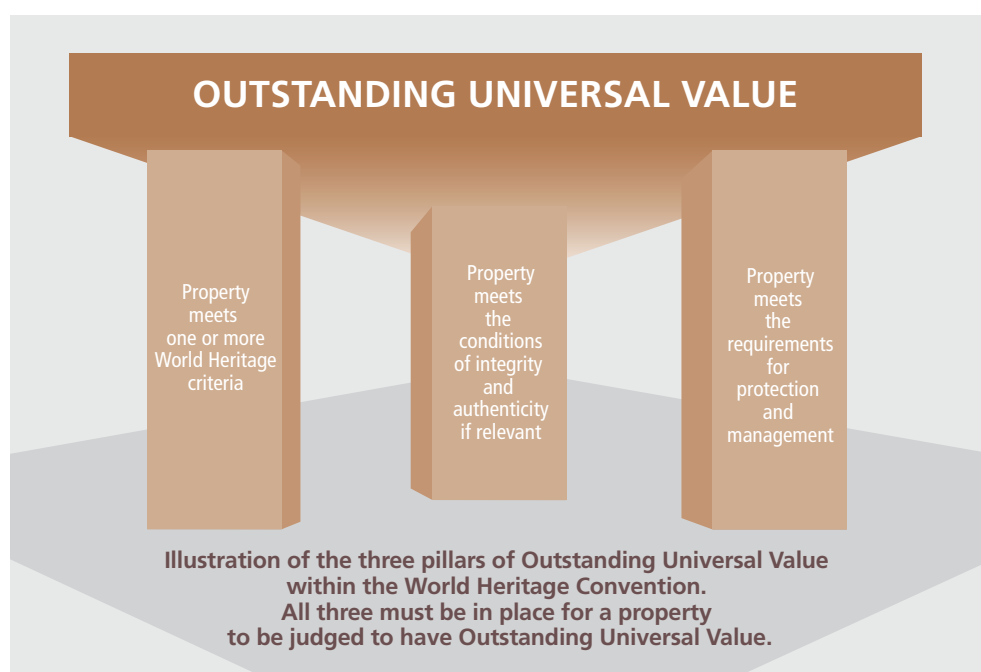 OUTSTANDING UNIVERSAL VALUE
Property
meets
one or more
World Heritage
criteria
Property
meets
the
conditions
of integrity
and
authenticity
if relevant
Property
meets
the
requirements
for
protection
and
management
Illustration of the three pillars of Outstanding Universal Value
within the World Heritage Convention.
All three must be in place for a property
to be judged to have Outstanding Universal Value.